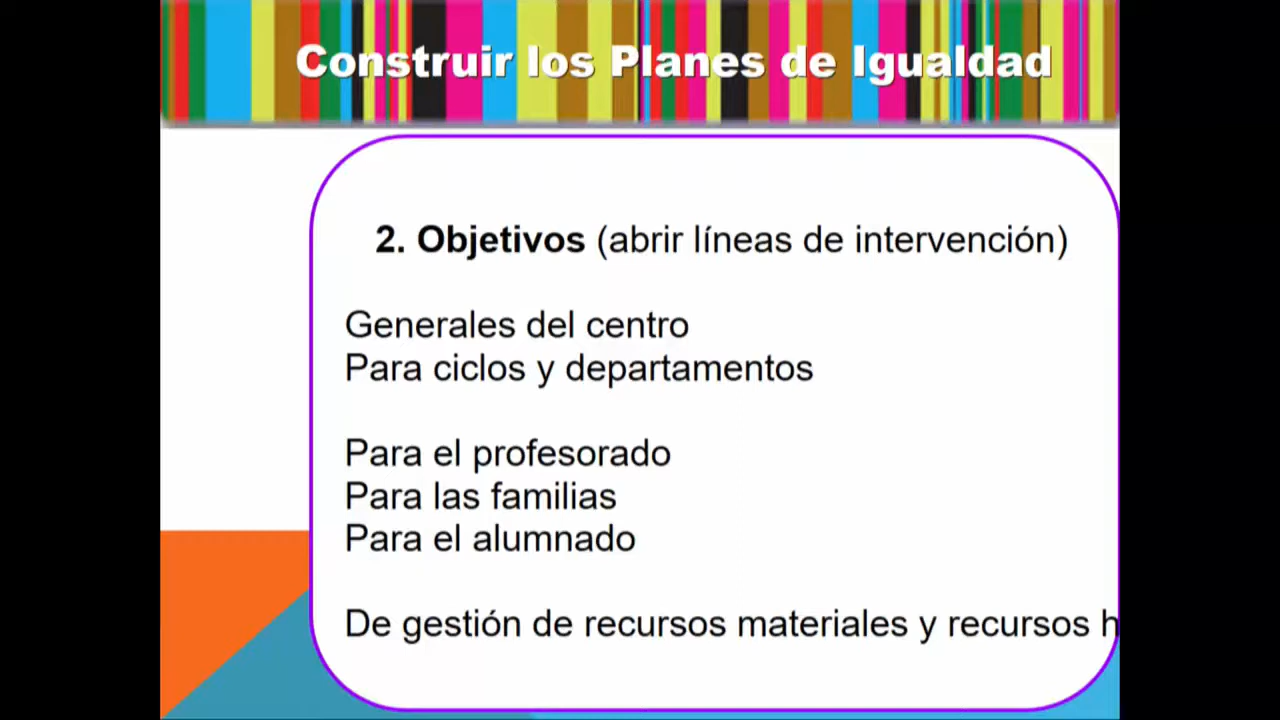 Construir los Planes de Igualdad
2. Objetivos (abrir líneas de intervención)
Generales del centro
Para ciclos y departamentos
Para el profesorado
Para las familias
Para el alumnado
De gestión de recursos materiales y recursos